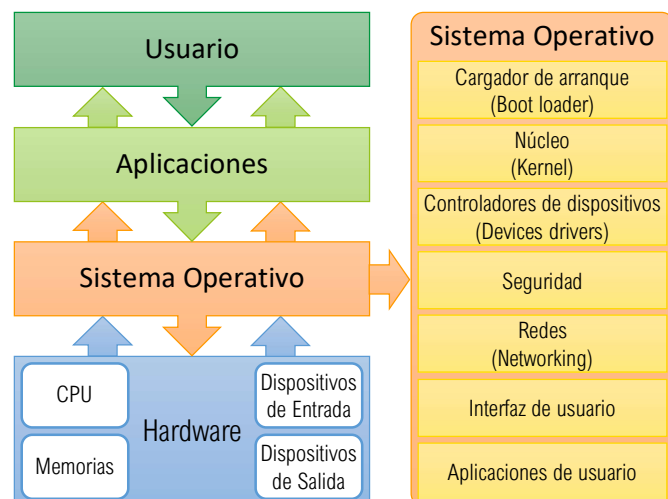 Usuario
Aplicaciones
Sistema Operativo
CPU
Memorias
Hardware
Dispositivos
de Entrada
Dispositivos
de Salida
Sistema Operativo
Cargador de arranque
(Boot loader)
Núcleo
(Kernel)
Controladores de dispositivos
(Devices drivers)
Seguridad
Redes
(Networking)
Interfaz de usuario
Aplicaciones de usuario